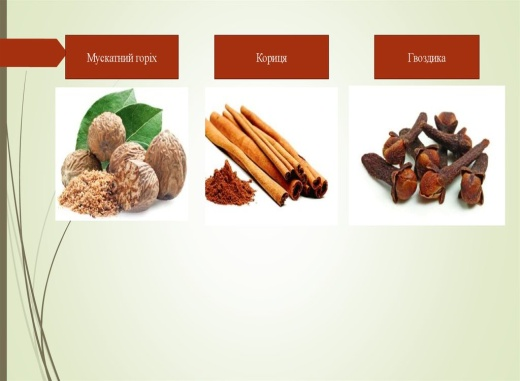 Мускатний горіх
Кориця
Гвоздика